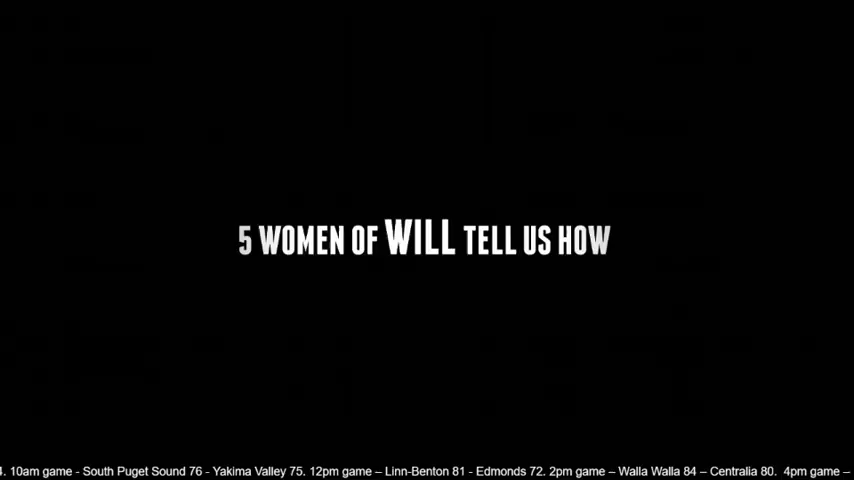 5 WOMEN OF WILL TELL US HOW
4. 10am game - South Puget Sound 76 - Yakima Valley 75. 12pm game – Linn-Benton 81 - Edmonds 72. 2pm game – Walla Walla 84 – Centralia 80.  4pm game –